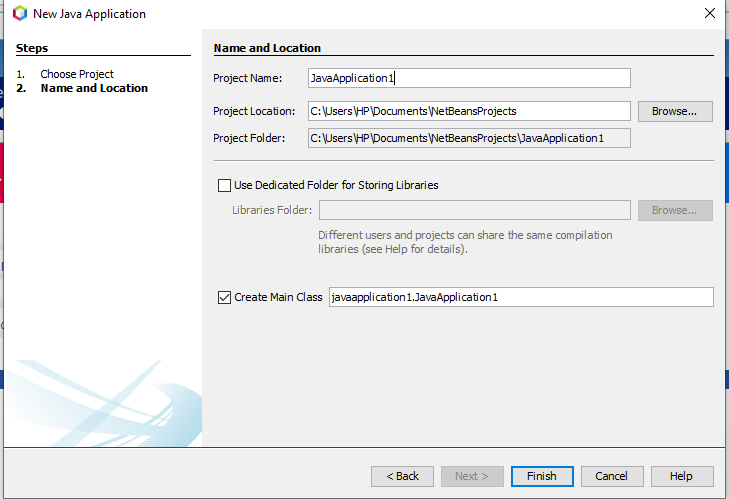 New Java Application
Steps
1. Choose Project
2. Name and Location
Name and Location
Project Name: JavaApplication1
Project Location: C:\Users\HP\Documents\NetBeansProjects Browse...
Project Folder: C:\Users\HP\Documents\NetBeansProjects\JavaApplication1
Use Dedicated Folder for Storing Libraries
Libraries Folder: Browse...
Different users and projects can share the same compilation
libraries (see Help for details).
Create Main Class javaapplication1.JavaApplication1
< Back Next > Finish Cancel Help